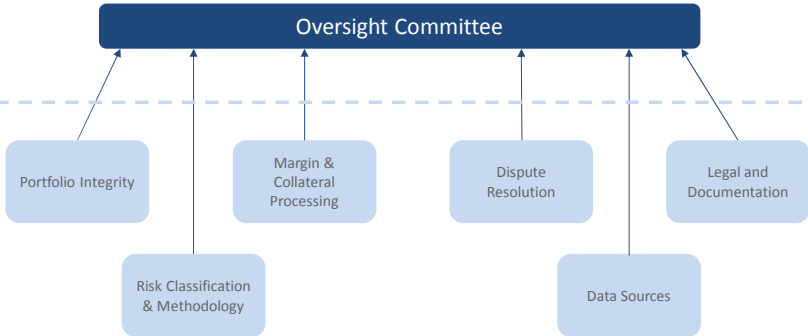 Oversight Committee
Portfolio Integrity
Margin &
Collateral
Processing
Dispute
Resolution
Legal and
Documentation
Risk Classification
& Methodology
Data Sources